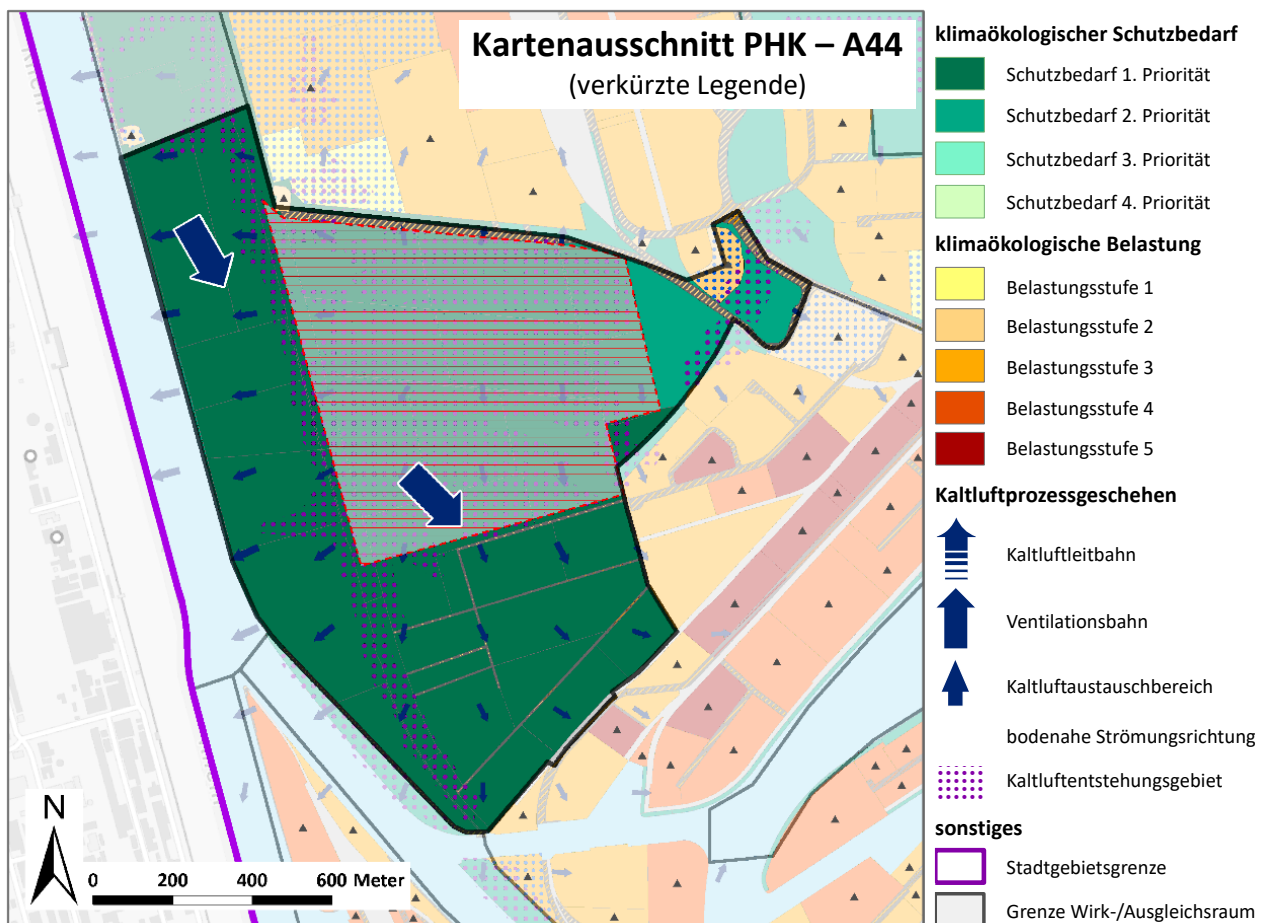 Kartenausschnitt PHK – A44
(verkürzte Legende)
klimaökologischer Schutzbedarf
Schutzbedarf 1. Priorität
Schutzbedarf 2. Priorität
Schutzbedarf 3. Priorität
Schutzbedarf 4. Priorität
klimaökologische Belastung
Belastungsstufe 1
Belastungsstufe 2
Belastungsstufe 3
Belastungsstufe 4
Belastungsstufe 5
Kaltluftprozessgeschehen
Kaltluftleitbahn
Ventilationsbahn
Kaltluftaustauschbereich
bodenahe Strömungsrichtung
Kaltluftentstehungsgebiet
sonstiges
Stadtgebietsgrenze
Grenze Wirk-/Ausgleichsraum
N
0 200 400 600 Meter